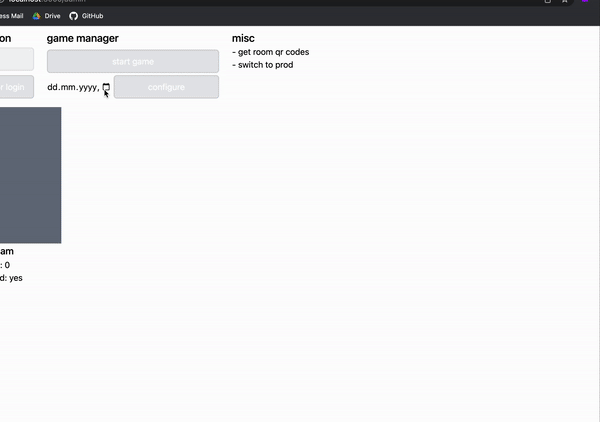 ess Mail Drive GitHub
on
game manager
misc
start game
- get room qr codes
- switch to prod
r login
dd.mm.yyyy,
configure
am
: 0
d: yes